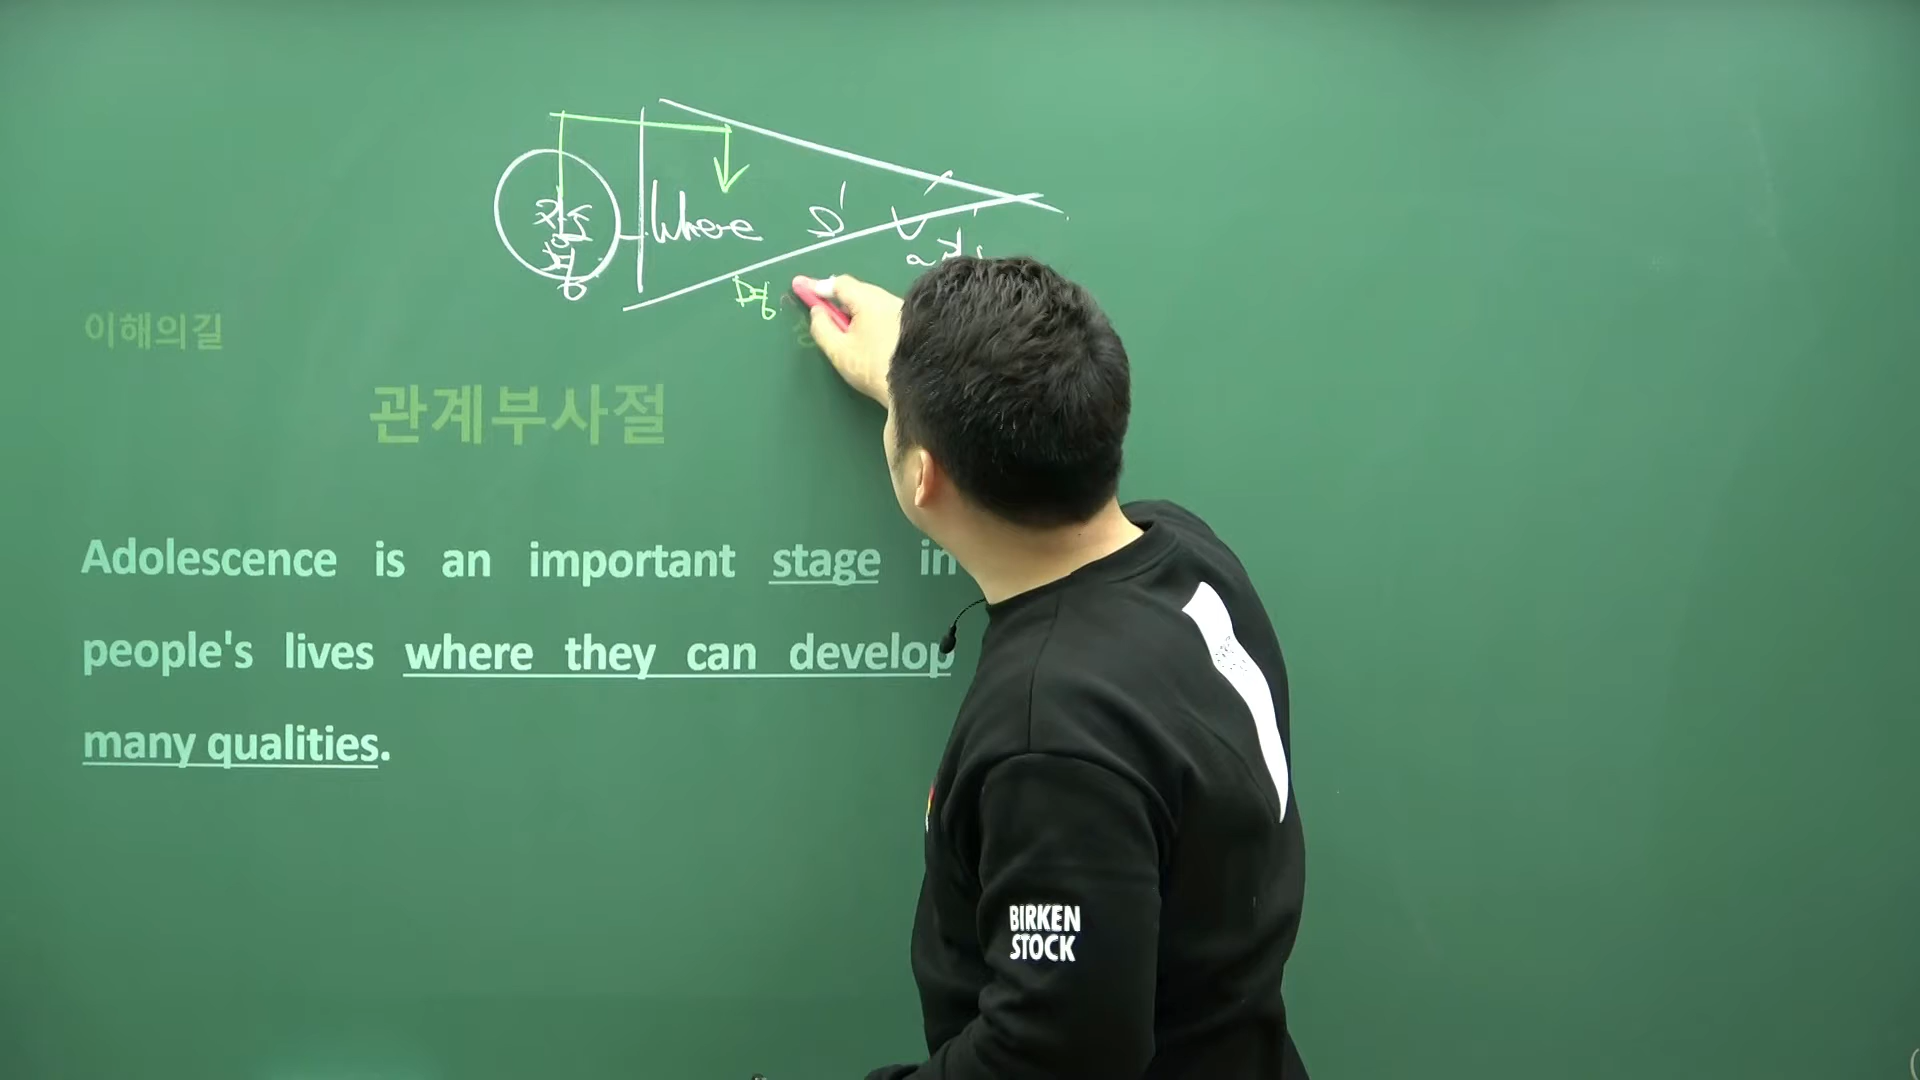 where S' V
이해의길
관계부사절
Adolescence is an important stage in
people's lives where they can develop
many qualities.
BIRKEN
STOCK